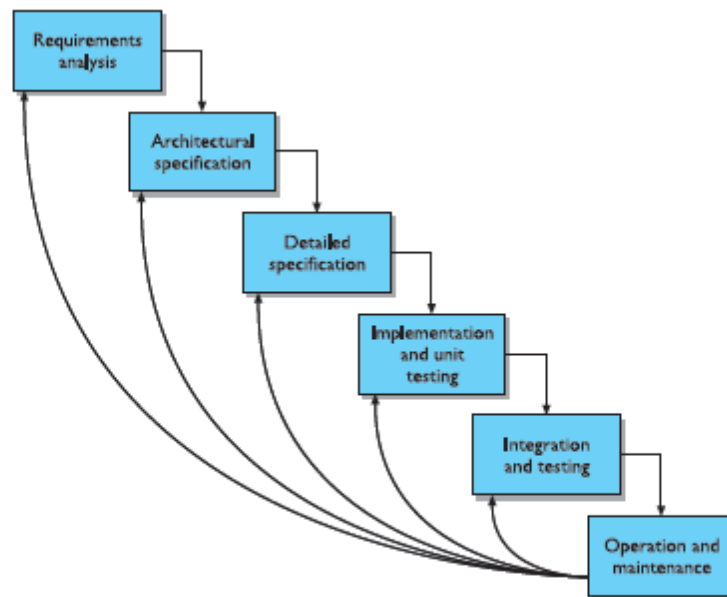 Requirements
analysis
Architectural
specification
Detailed
specification
Implementation
and unit
testing
Integration
and testing
Operation and
maintenance